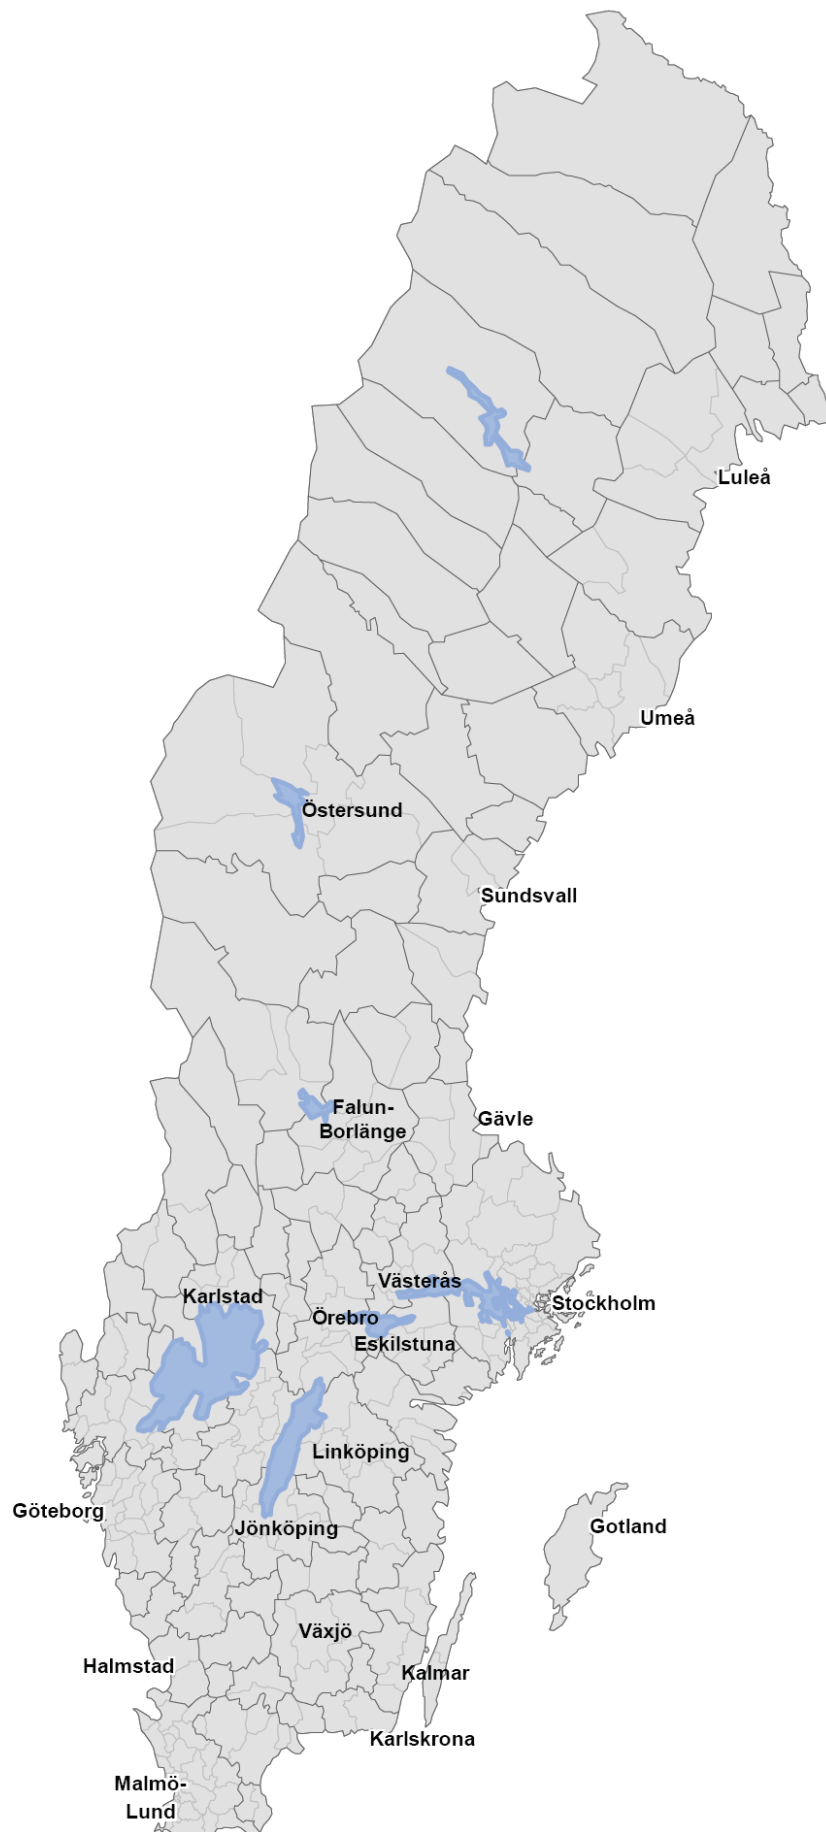 Luleå
Umeå
Östersund
Sundsvall
Falun-
Borlänge
Gävle
Västerås
Karlstad
Stockholm
Örebro
Eskilstuna
Linköping
Göteborg
Jönköping
Gotland
Växjö
Halmstad
Kalmar
Karlskrona
Malmö-
Lund